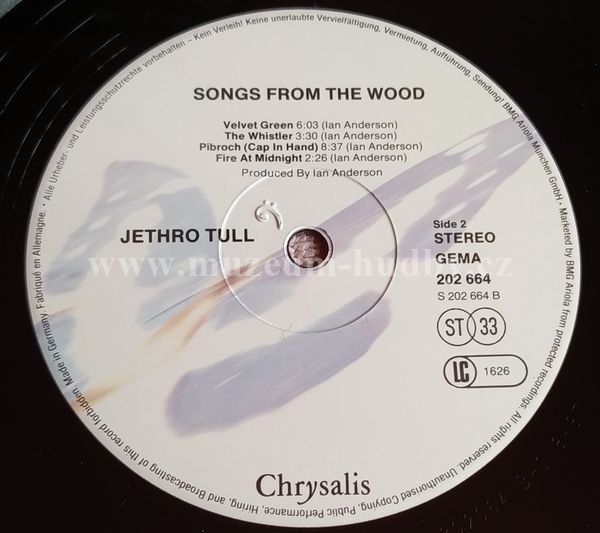 • Alle Urheber- und Leistungsschutzrechte vorbehalten – Kein Verleih! Keine unerlaubte Vervielfältigung, Vermietung, Aufführung, Sendung! BMG Ariola München GmbH! • Marketed by BMG Ariola from protected recordings. All rights reserved. Unauthorised Copying, Public Performance, Hiring, and Broadcasting of this record forbidden. Made in Germany. Fabriqué en Allemagne.
SONGS FROM THE WOOD
Velvet Green 6:03 (Ian Anderson)
The Whistler 3:30 (Ian Anderson)
Pibroch (Cap In Hand) 8:37 (Ian Anderson)
Fire At Midnight 2:26 (Ian Anderson)
Produced By Ian Anderson
JETHRO TULL
Side 2
STEREO
GEMA
202 664
S 202 664 B
ST 33
LC 1626
www.muzeum-hudby.cz
Chrysalis